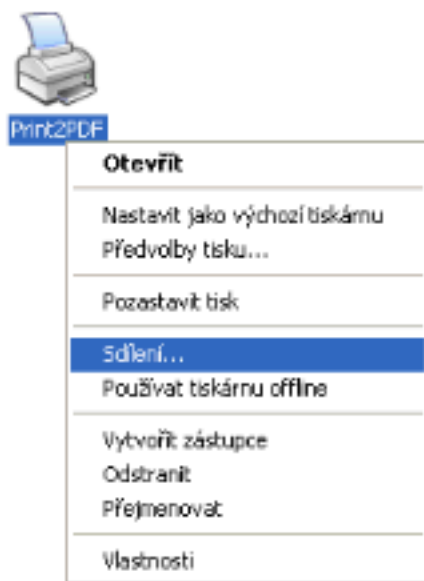 Print2PDF
Otevřít
Nastavit jako výchozí tiskárnu
Předvolby tisku...
Pozastavit tisk
Sdílení...
Používat tiskárnu offline
Vytvořit zástupce
Odstranit
Přejmenovat
Vlastnosti